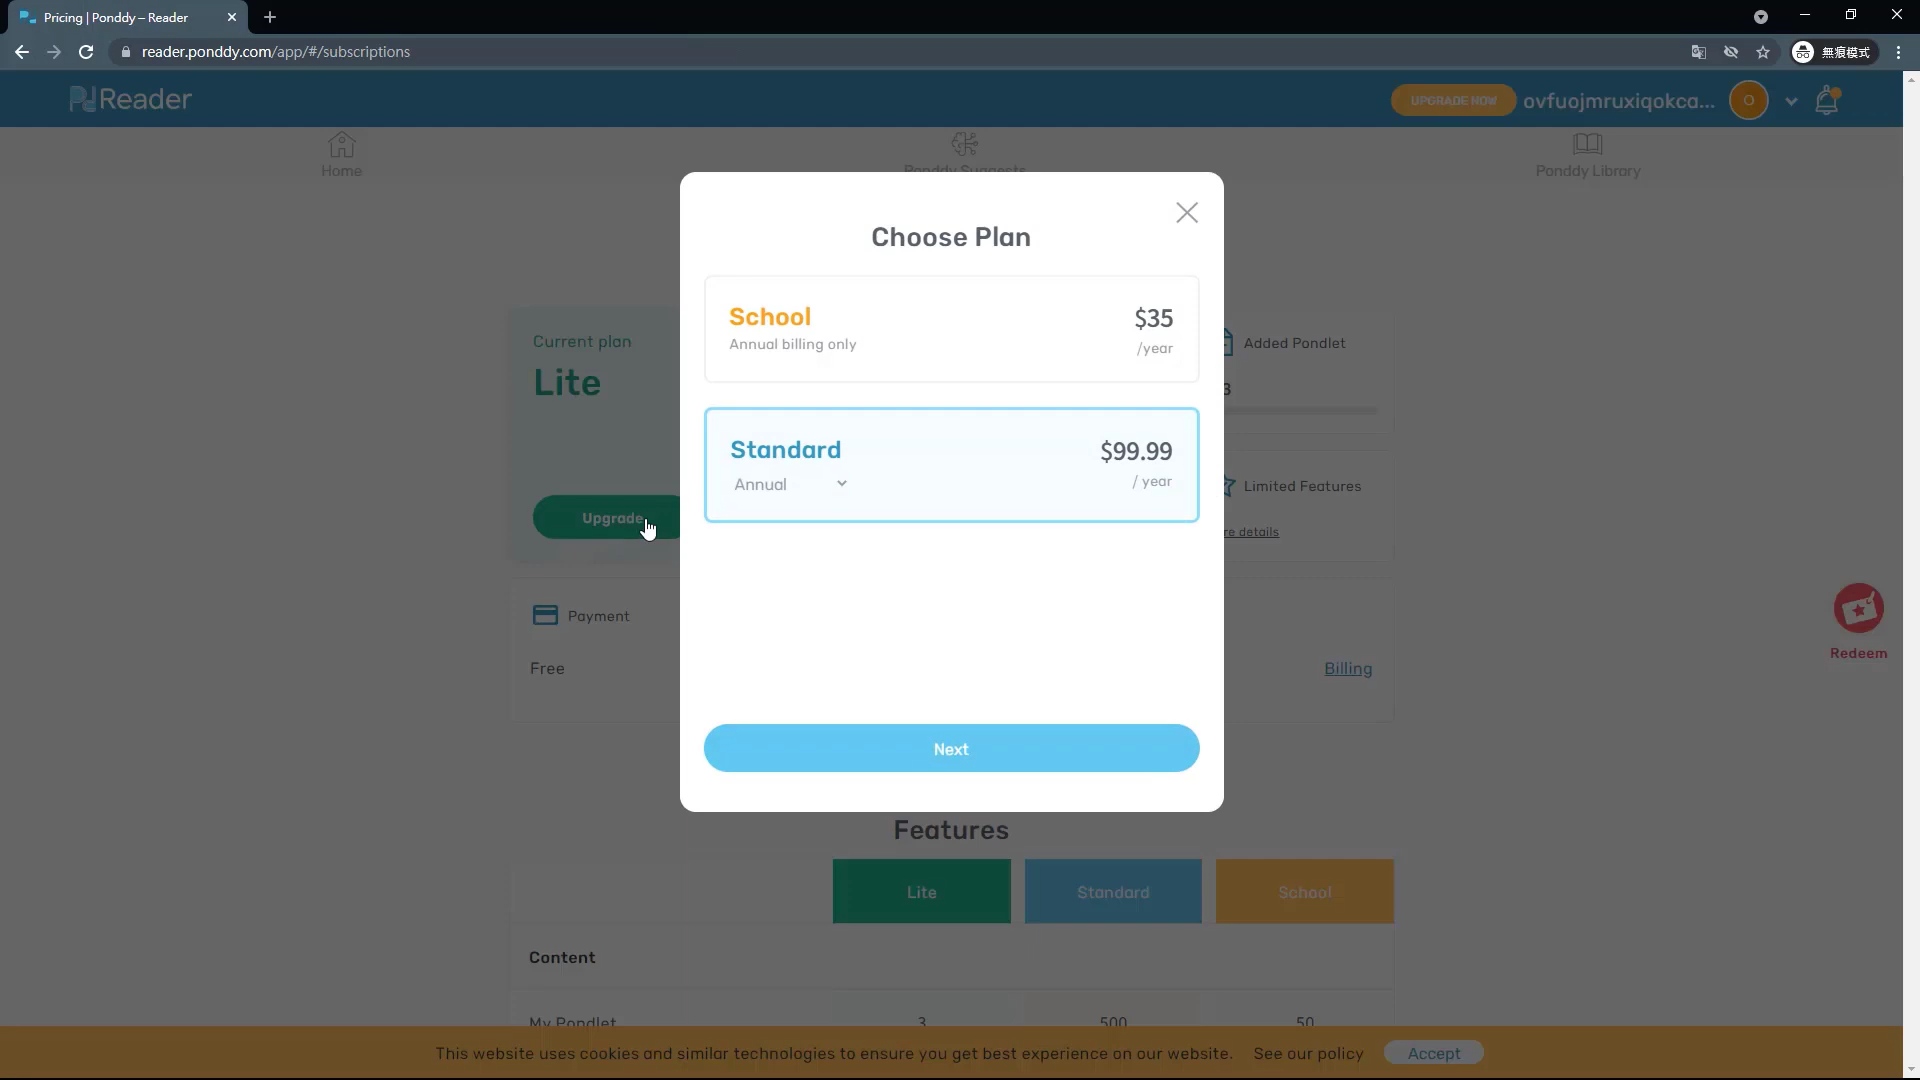 Pricing | Ponddy – Reader
reader.ponddy.com/app/#/subscriptions
無痕模式
Reader
UPGRADE NOW
ovfuojmruxiqokca...
O
Home
Ponddy Suggests
Ponddy Library
Choose Plan
School
$35
Annual billing only
/year
Current plan
Lite
Added Pondlet
3
Standard
$99.99
Annual
/ year
Limited Features
Upgrade
re details
Payment
Free
Billing
Redeem
Next
Features
Lite
Standard
School
Content
My Pondlet
3
500
50
This website uses cookies and similar technologies to ensure you get best experience on our website.
See our policy
Accept